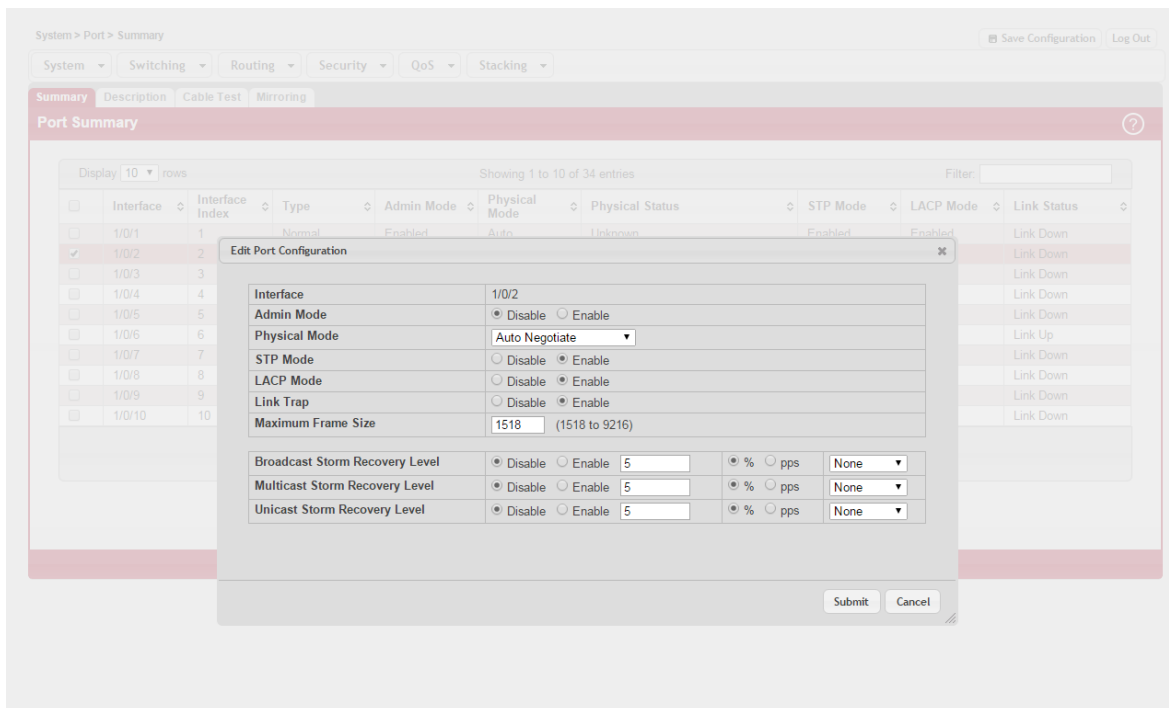 System > Port > Summary
Save Configuration Log Out
System Switching Routing Security QoS Stacking
Summary Description Cable Test Mirroring
Port Summary ?
Display 10 rows Showing 1 to 10 of 34 entries Filter:
Interface Interface Index Type Admin Mode Physical Mode Physical Status STP Mode LACP Mode Link Status
1/0/1 1 Normal Enabled Auto Unknown Enabled Enabled Link Down
1/0/2 2 Link Down
1/0/3 3 Link Down
1/0/4 4 Link Down
1/0/5 5 Link Down
1/0/6 6 Link Up
1/0/7 7 Link Down
1/0/8 8 Link Down
1/0/9 9 Link Down
1/0/10 10 Link Down
Edit Port Configuration
Interface 1/0/2
Admin Mode Disable Enable
Physical Mode Auto Negotiate
STP Mode Disable Enable
LACP Mode Disable Enable
Link Trap Disable Enable
Maximum Frame Size 1518 (1518 to 9216)
Broadcast Storm Recovery Level Disable Enable 5 % pps None
Multicast Storm Recovery Level Disable Enable 5 % pps None
Unicast Storm Recovery Level Disable Enable 5 % pps None
Submit Cancel